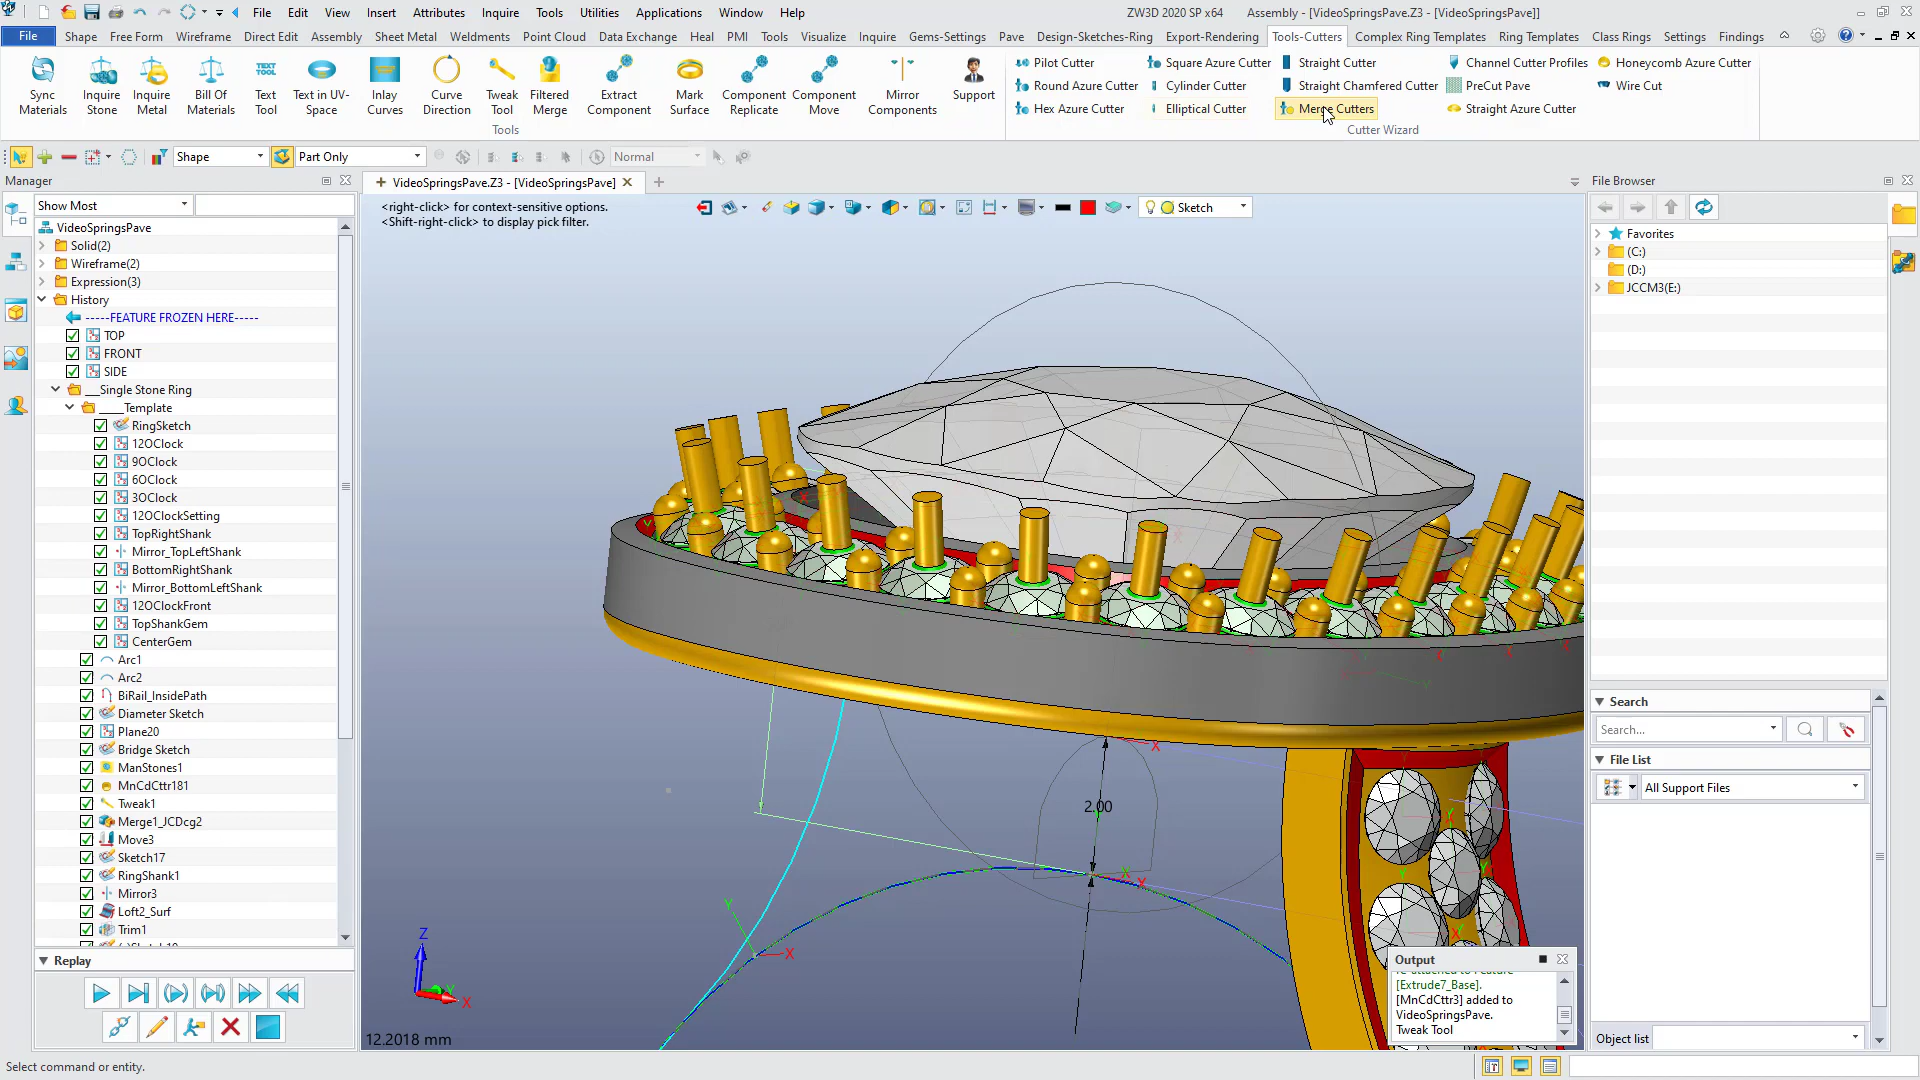 File Edit View Insert Attributes Inquire Tools Utilities Applications Window Help
ZW3D 2020 SP x64 Assembly - [VideoSpringsPave.Z3 - [VideoSpringsPave]]
File Shape Free Form Wireframe Direct Edit Assembly Sheet Metal Weldments Point Cloud Data Exchange Heal PMI Tools Visualize Inquire Gems-Settings Pave Design-Sketches-Ring Export-Rendering Tools-Cutters Complex Ring Templates Ring Templates Class Rings Settings Findings
Sync Materials
Inquire Stone
Inquire Metal
Bill Of Materials
TEXT TOOL
Text Tool
Text in UV-Space
Inlay Curves
Curve Direction
Tweak Tool
Filtered Merge
Extract Component
Mark Surface
Component Replicate
Component Move
Mirror Components
Support
Tools
Pilot Cutter Square Azure Cutter Straight Cutter Channel Cutter Profiles Honeycomb Azure Cutter
Round Azure Cutter Cylinder Cutter Straight Chamfered Cutter PreCut Pave Wire Cut
Hex Azure Cutter Elliptical Cutter Merge Cutters Straight Azure Cutter
Cutter Wizard
Shape Part Only Normal
Manager
Show Most
VideoSpringsPave
Solid(2)
Wireframe(2)
Expression(3)
History
-----FEATURE FROZEN HERE-----
TOP
FRONT
SIDE
__Single Stone Ring
____Template
RingSketch
12OClock
9OClock
6OClock
3OClock
12OClockSetting
TopRightShank
Mirror_TopLeftShank
BottomRightShank
Mirror_BottomLeftShank
12OClockFront
TopShankGem
CenterGem
Arc1
Arc2
BiRail_InsidePath
Diameter Sketch
Plane20
Bridge Sketch
ManStones1
MnCdCttr181
Tweak1
Merge1_JCDcg2
Move3
Sketch17
RingShank1
Mirror3
Loft2_Surf
Trim1
Replay
Select command or entity.
VideoSpringsPave.Z3 - [VideoSpringsPave]
<right-click> for context-sensitive options.
<Shift-right-click> to display pick filter.
Sketch
2.00
X
X
X
Y
X
Y
Z
X
Y
12.2018 mm
Output
[Extrude7_Base].
[MnCdCttr3] added to
VideoSpringsPave.
Tweak Tool
File Browser
Favorites
(C:)
(D:)
JCCM3(E:)
Search
Search...
File List
All Support Files
Object list